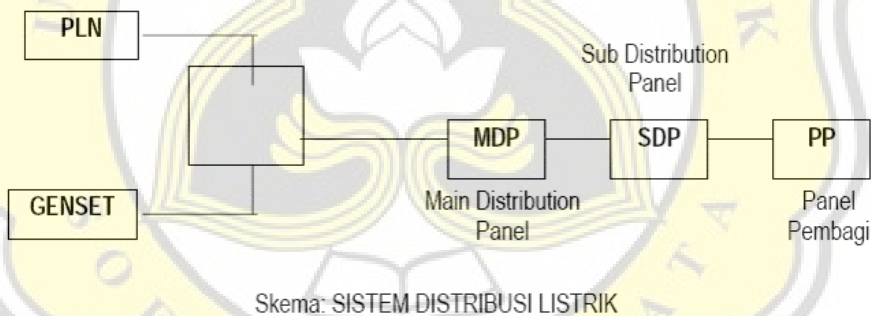 PLN
Sub Distribution
Panel
MDP
SDP
PP
GENSET
Main Distribution
Panel
Panel
Pembagi
Skema: SISTEM DISTRIBUSI LISTRIK